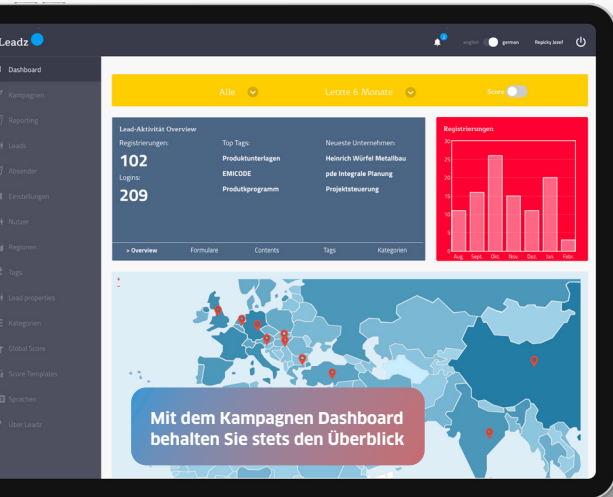 Leadz
2
english
german
Repicky Jozef
Dashboard
Kampagnen
Reporting
Leads
Absender
Einstellungen
Nutzer
Regionen
Tags
Lead properties
Kategorien
Global Score
Score Templates
Sprachen
Über Leadz
Alle
Letzte 6 Monate
Score
Lead-Aktivität Overview
Registrierungen:
102
Logins:
209
Top Tags:
Produktunterlagen
EMICODE
Produtkprogramm
Neueste Unternehmen:
Heinrich Würfel Metallbau
pde Integrale Planung
Projektsteuerung
» Overview
Formulare
Contents
Tags
Kategorien
Registrierungen
30
25
20
15
10
5
0
Aug. Sept. Okt. Nov. Dez. Jan. Febr.
+
-
Mit dem Kampagnen Dashboard
behalten Sie stets den Überblick